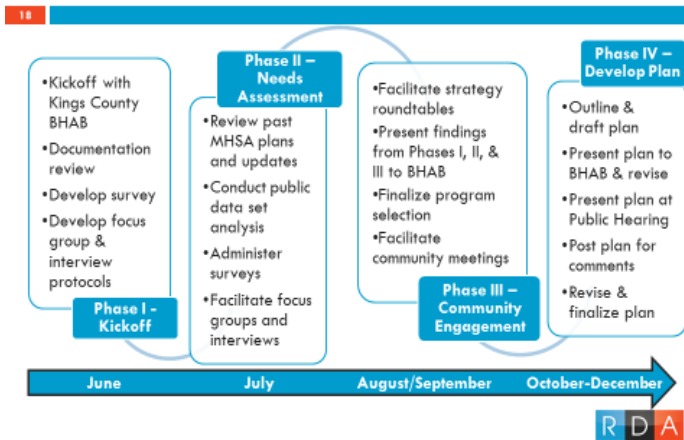 18
•Kickoff with
Kings County
BHAB
•Documentation
review
•Develop survey
•Develop focus
group &
interview
protocols
Phase I -
Kickoff
Phase II –
Needs
Assessment
•Review past
MHSA plans
and updates
•Conduct public
data set
analysis
•Administer
surveys
•Facilitate focus
groups and
interviews
•Facilitate strategy
roundtables
•Present findings
from Phases I, II, &
III to BHAB
•Finalize program
selection
•Facilitate
community meetings
Phase III –
Community
Engagement
Phase IV –
Develop Plan
•Outline &
draft plan
•Present plan to
BHAB & revise
•Present plan at
Public Hearing
•Post plan for
comments
•Revise &
finalize plan
June
July
August/September
October-December
R D A